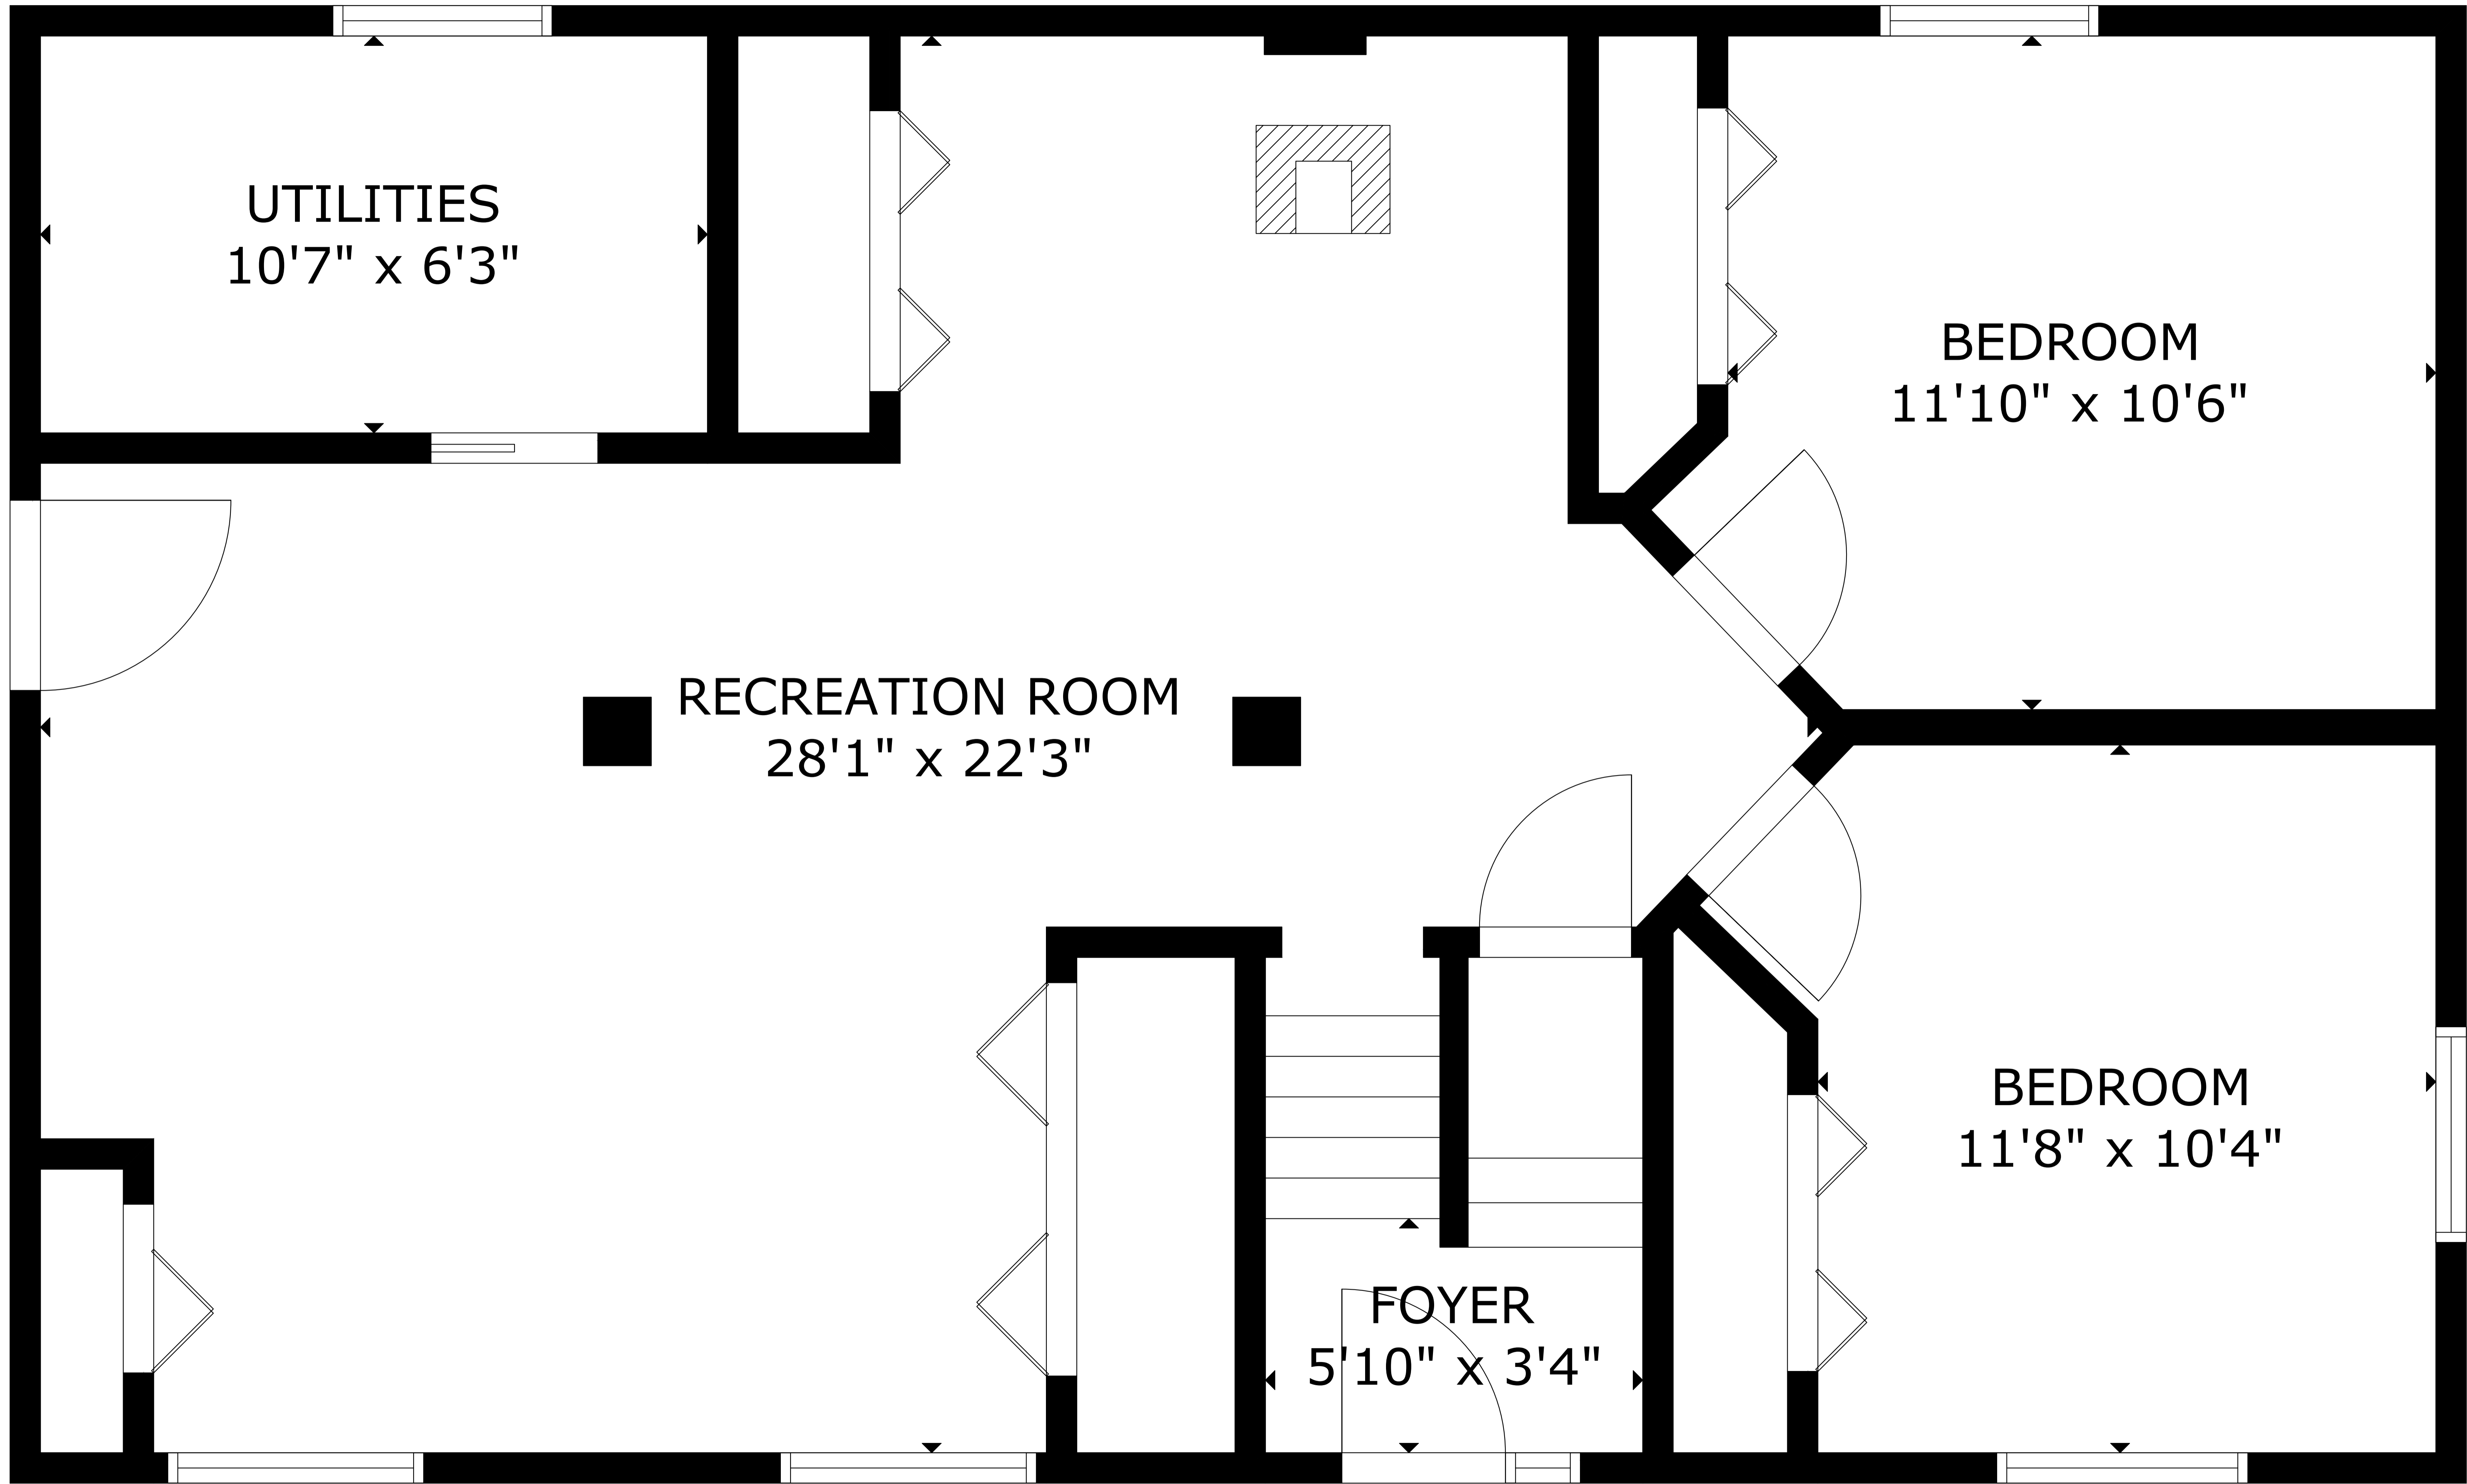 UTILITIES
10'7" x 6'3"
BEDROOM
11'10" x 10'6"
RECREATION ROOM
28'1" x 22'3"
BEDROOM
11'8" x 10'4"
FOYER
5'10" x 3'4"